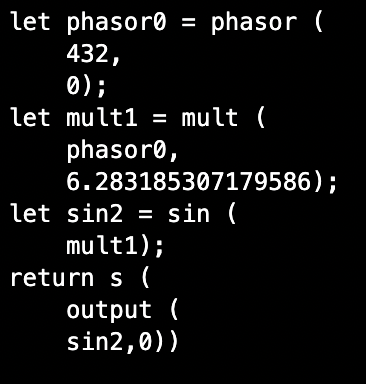 let phasor0 = phasor (
    432,
    0);
let mult1 = mult (
    phasor0,
    6.283185307179586);
let sin2 = sin (
    mult1);
return s (
    output (
    sin2,0))